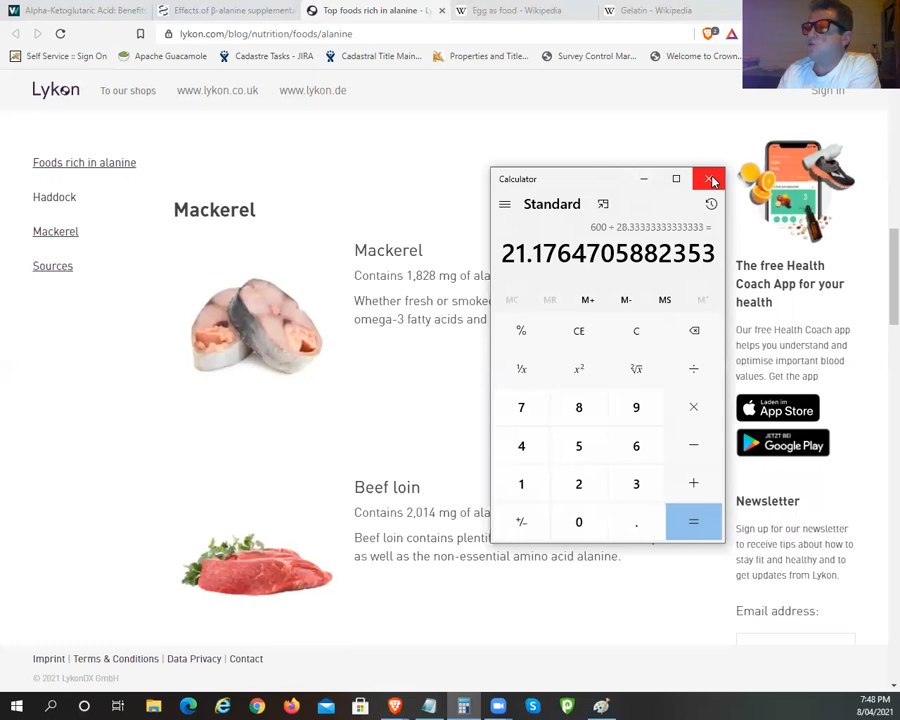 Alpha-Ketoglutaric Acid: Benefit
Effects of β-alanine supplementa
Top foods rich in alanine - Ly
Egg as food - Wikipedia
Gelatin - Wikipedia
lykon.com/blog/nutrition/foods/alanine
2
Self Service :: Sign On
Apache Guacamole
Cadastre Tasks - JIRA
Cadastral Title Main...
Properties and Title...
Survey Control Mar...
Welcome to Crown...
Lykon
To our shops
www.lykon.co.uk
www.lykon.de
Sign in
Foods rich in alanine
Haddock
Mackerel
Sources
Mackerel
Mackerel
Contains 1,828 mg of ala
Whether fresh or smoke
omega-3 fatty acids and
Beef loin
Contains 2,014 mg of ala
Beef loin contains plenti
as well as the non-essential amino acid alanine.
Calculator
Standard
600 ÷ 28.33333333333333 =
21.1764705882353
MC MR M+ M- MS M˅
% CE C
¹/x x² ²√x ÷
7 8 9 ×
4 5 6 −
1 2 3 +
+/− 0 . =
The free Health
Coach App for your
health
Our free Health Coach app
helps you understand and
optimise important blood
values. Get the app
Laden im
App Store
JETZT BEI
Google Play
Newsletter
Sign up for our newsletter
to receive tips about how to
stay fit and healthy and to
get updates from Lykon.
Email address:
Imprint | Terms & Conditions | Data Privacy | Contact
© 2021 LykonDX GmbH
7:48 PM
8/04/2021